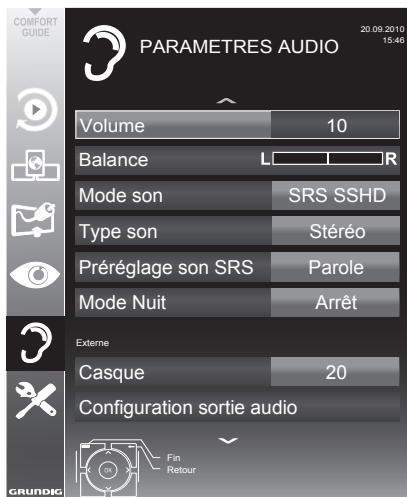 COMFORT
GUIDE
PARAMETRES AUDIO
20.09.2010
15:46
Volume 10
Balance L R
Mode son SRS SSHD
Type son Stéréo
Préréglage son SRS Parole
Mode Nuit Arrêt
Externe
Casque 20
Configuration sortie audio
Fin
OK
Retour
GRUNDIG